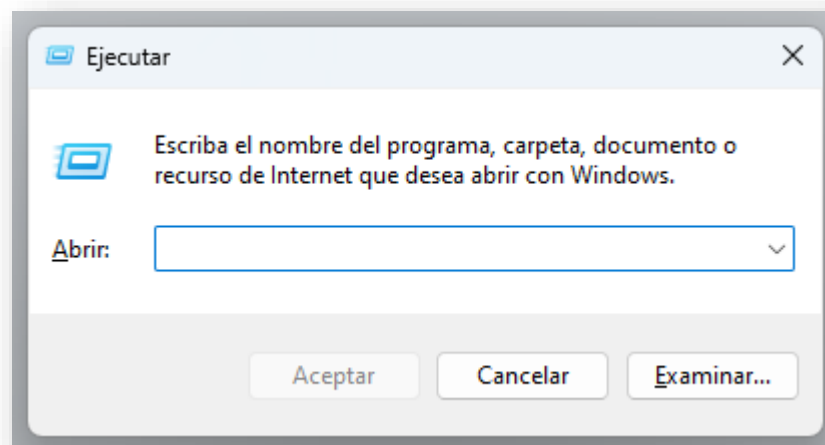 Ejecutar
Escriba el nombre del programa, carpeta, documento o
recurso de Internet que desea abrir con Windows.
Abrir:
Aceptar Cancelar Examinar...